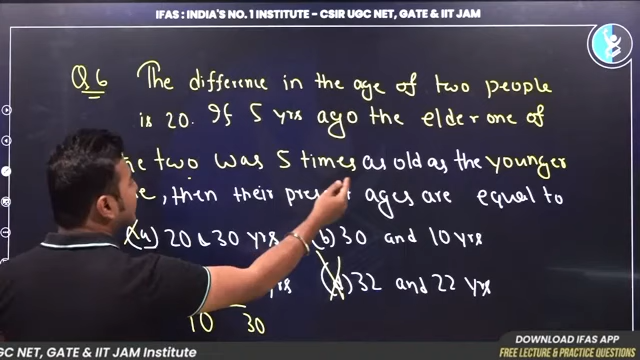 IFAS : INDIA'S NO. 1 INSTITUTE – CSIR UGC NET, GATE & IIT JAM
Q6 The difference in the age of two people
is 20. If 5 yrs ago the elder one of
two was 5 times as old as the younger
, then their ages are equal to
(a) 20 & 30 yrs (b) 30 and 10 yrs
yrs (d) 32 and 22 yrs
10 30
GC NET, GATE & IIT JAM Institute
DOWNLOAD IFAS APP
FREE LECTURE & PRACTICE QUESTIONS